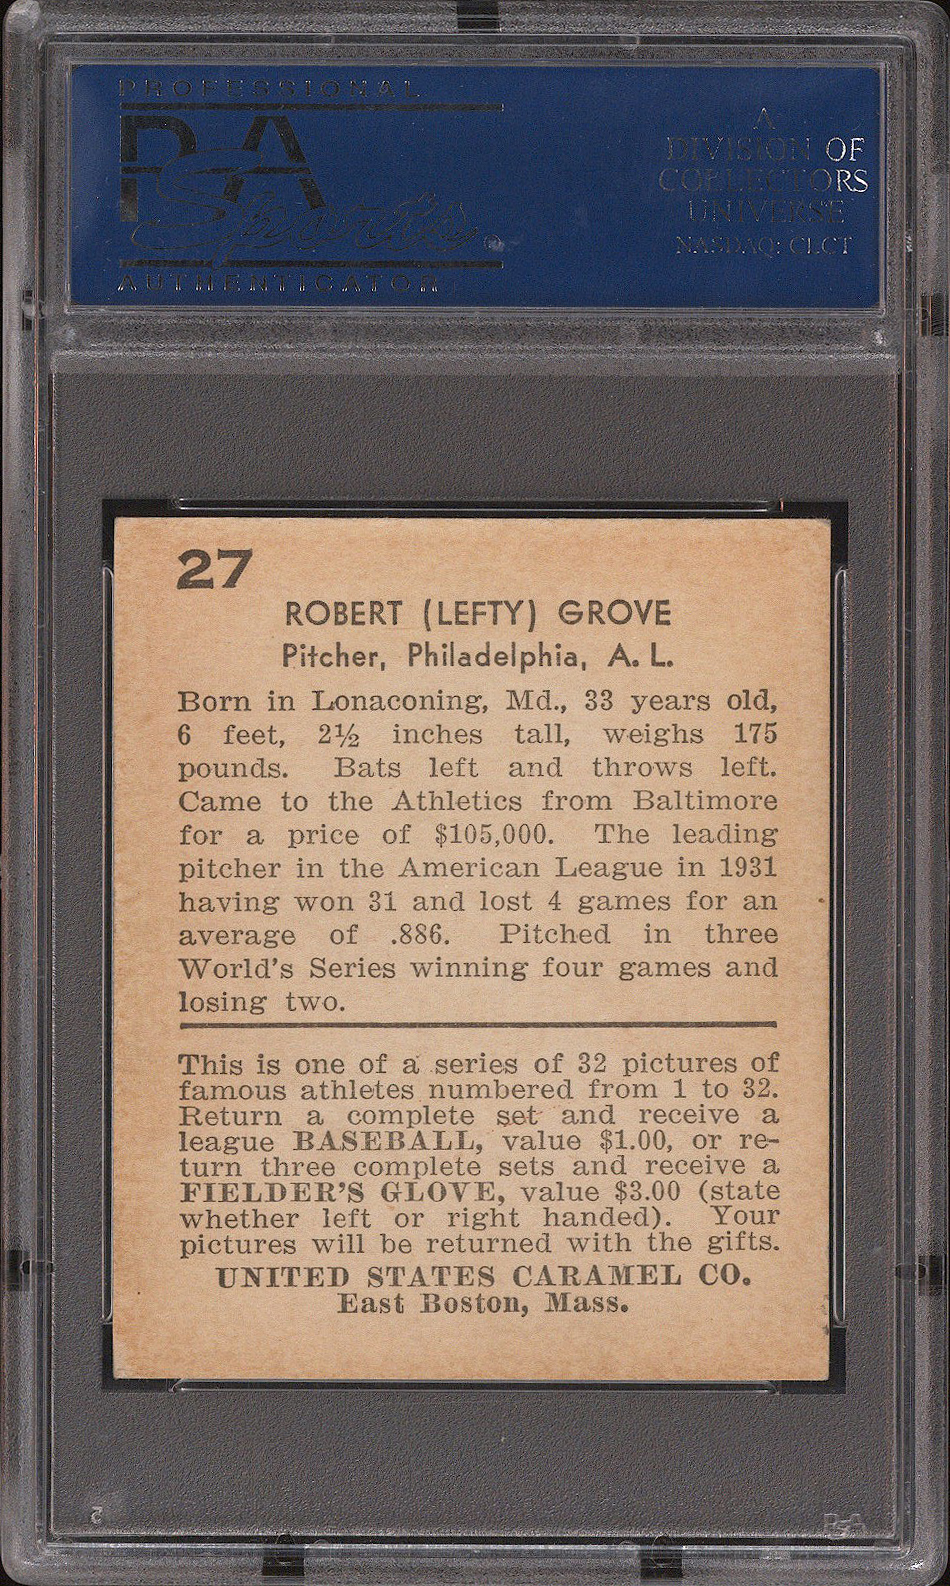 PROFESSIONAL
PSA
Sports
AUTHENTICATOR
A
DIVISION OF
COLLECTORS
UNIVERSE
NASDAQ: CLCT
27
ROBERT (LEFTY) GROVE
Pitcher, Philadelphia, A. L.
Born in Lonaconing, Md., 33 years old,
6 feet, 2½ inches tall, weighs 175
pounds. Bats left and throws left.
Came to the Athletics from Baltimore
for a price of $105,000. The leading
pitcher in the American League in 1931
having won 31 and lost 4 games for an
average of .886. Pitched in three
World's Series winning four games and
losing two.
This is one of a series of 32 pictures of
famous athletes numbered from 1 to 32.
Return a complete set and receive a
league BASEBALL, value $1.00, or re-
turn three complete sets and receive a
FIELDER'S GLOVE, value $3.00 (state
whether left or right handed). Your
pictures will be returned with the gifts.
UNITED STATES CARAMEL CO.
East Boston, Mass.
2
PSA